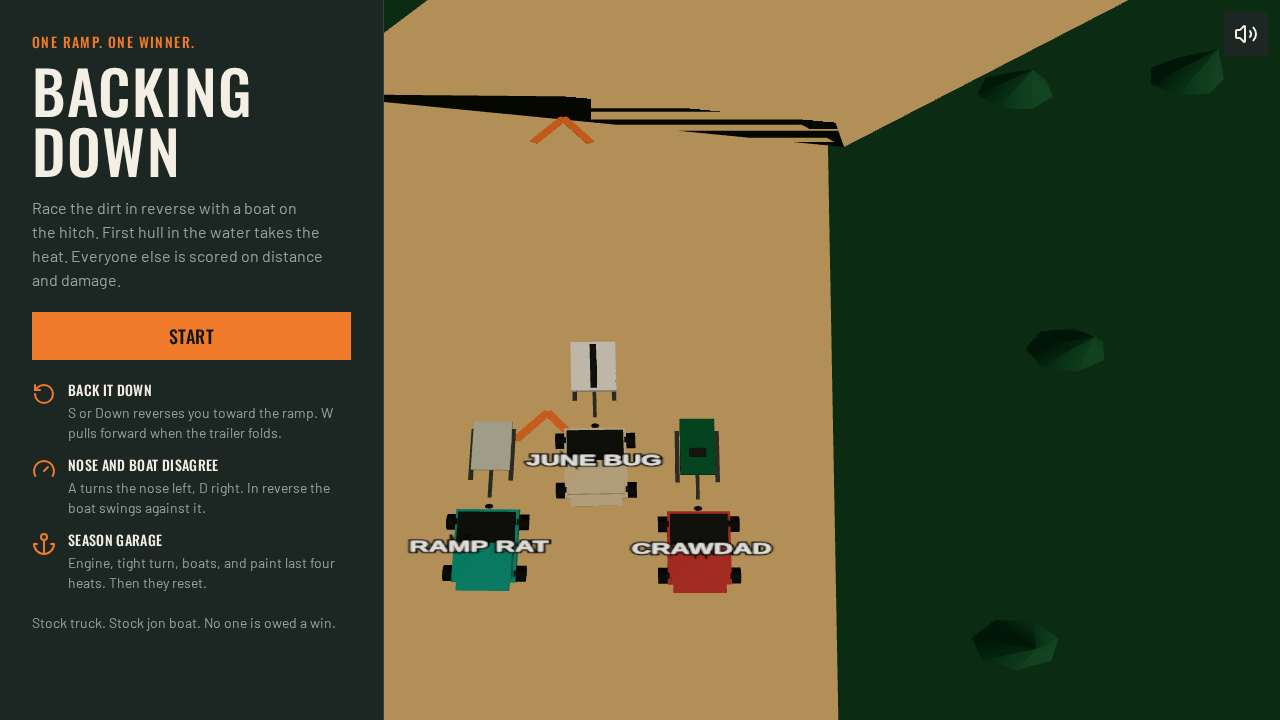 ONE RAMP. ONE WINNER.
BACKING
DOWN
Race the dirt in reverse with a boat on
the hitch. First hull in the water takes the
heat. Everyone else is scored on distance
and damage.
START
BACK IT DOWN
S or Down reverses you toward the ramp. W
pulls forward when the trailer folds.
NOSE AND BOAT DISAGREE
A turns the nose left, D right. In reverse the
boat swings against it.
SEASON GARAGE
Engine, tight turn, boats, and paint last four
heats. Then they reset.
Stock truck. Stock jon boat. No one is owed a win.
JUNE BUG
RAMP RAT
CRAWDAD